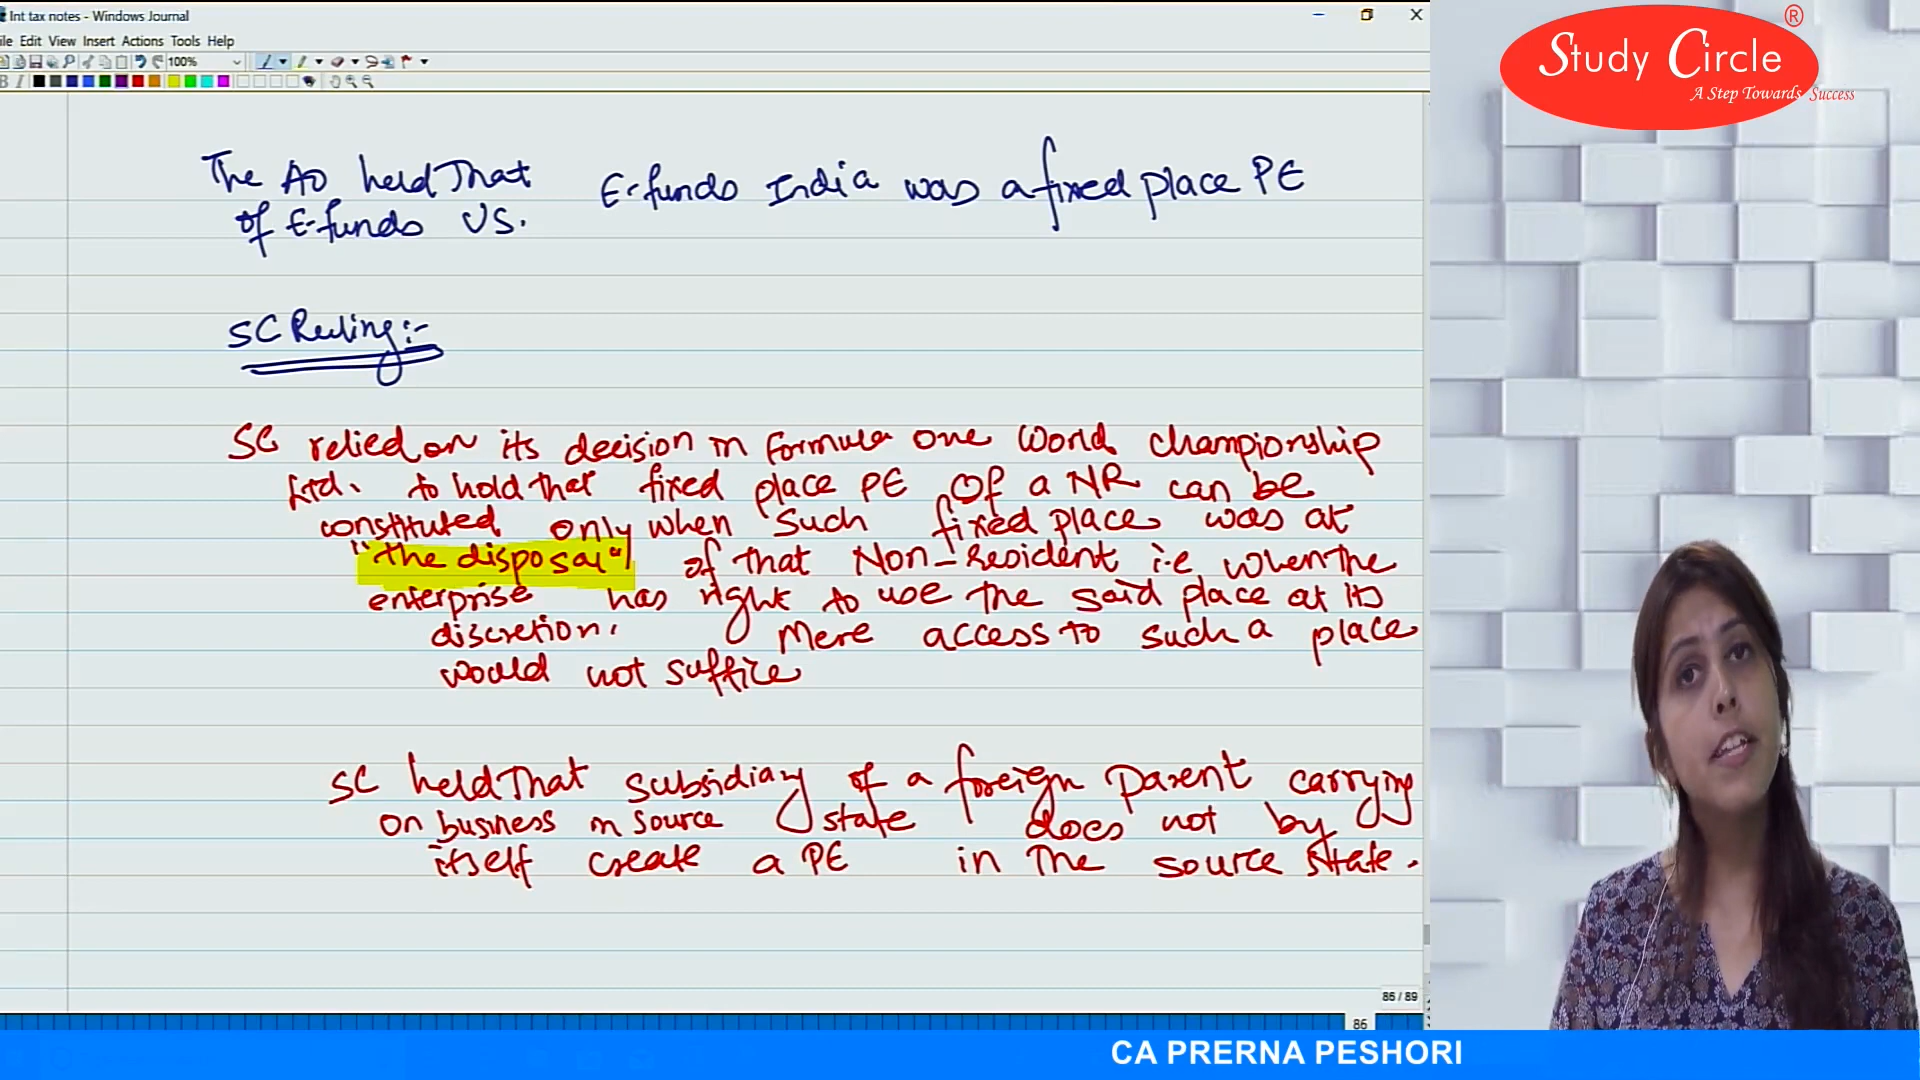 Int tax notes - Windows Journal
ile Edit View Insert Actions Tools Help
100%
B I
The AO held That E-funds India was a fixed place PE
of E-funds US.
SC Ruling:-
SC relied on its decision in Formula One World Championship
Ltd. to hold that fixed place PE of a NR can be
constituted only when such fixed place was at
"the disposal" of that Non-resident i.e when the
enterprise has right to use the said place at its
discretion. Mere access to such a place
would not suffice
SC held That subsidiary of a foreign parent carrying
on business in source state does not by
itself create a PE in the source state.
86 / 89
86
Study Circle ®
A Step Towards Success
CA PRERNA PESHORI